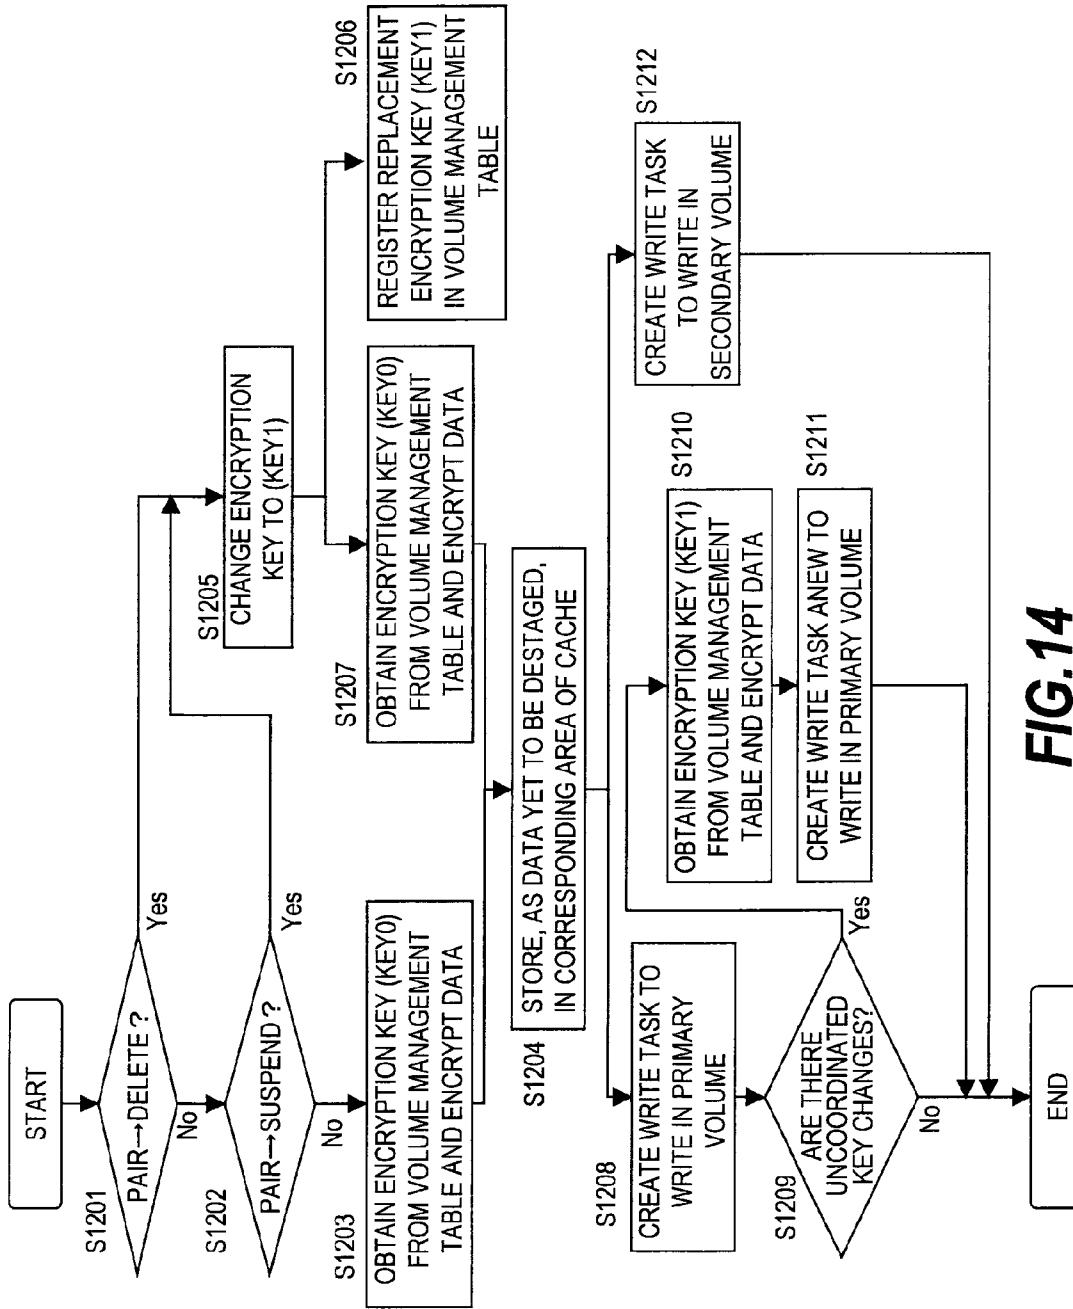 START
S1201
PAIR→DELETE ?
Yes
No
S1202
PAIR→SUSPEND ?
Yes
No
S1203
OBTAIN ENCRYPTION KEY (KEY0)
FROM VOLUME MANAGEMENT
TABLE AND ENCRYPT DATA
S1205
CHANGE ENCRYPTION
KEY TO (KEY1)
S1207
OBTAIN ENCRYPTION KEY (KEY0)
FROM VOLUME MANAGEMENT
TABLE AND ENCRYPT DATA
S1206
REGISTER REPLACEMENT
ENCRYPTION KEY (KEY1)
IN VOLUME MANAGEMENT
TABLE
S1204
STORE, AS DATA YET TO BE DESTAGED,
IN CORRESPONDING AREA OF CACHE
S1208
CREATE WRITE TASK TO
WRITE IN PRIMARY
VOLUME
S1209
ARE THERE
UNCOORDINATED
KEY CHANGES?
Yes
No
S1210
OBTAIN ENCRYPTION KEY (KEY1)
FROM VOLUME MANAGEMENT
TABLE AND ENCRYPT DATA
S1211
CREATE WRITE TASK ANEW TO
WRITE IN PRIMARY VOLUME
S1212
CREATE WRITE TASK
TO WRITE IN
SECONDARY VOLUME
END
FIG.14